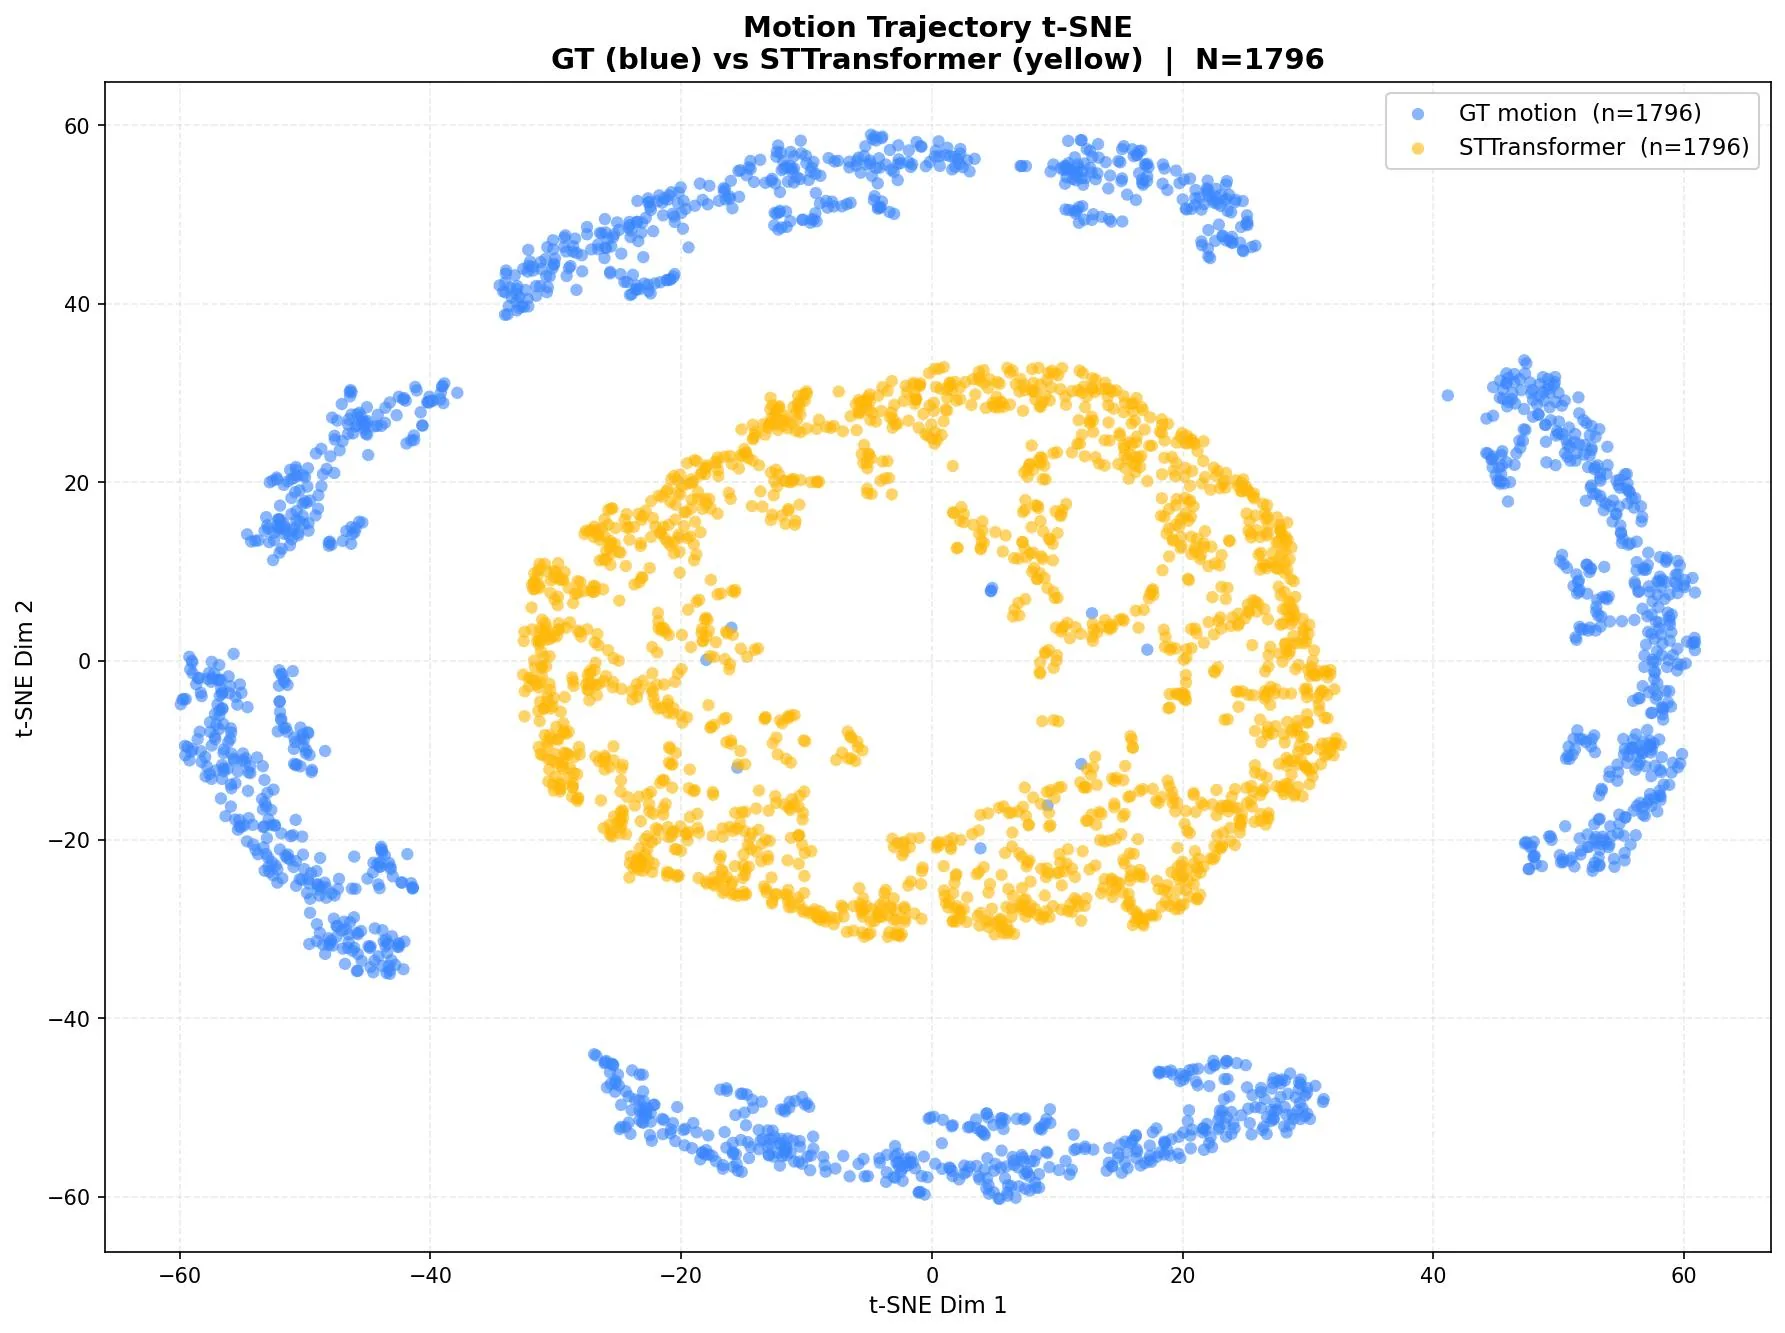 Motion Trajectory t-SNE
GT (blue) vs STTransformer (yellow)  |  N=1796
GT motion  (n=1796)
STTransformer  (n=1796)
60
40
20
0
−20
−40
−60
t-SNE Dim 2
−60
−40
−20
0
20
40
60
t-SNE Dim 1